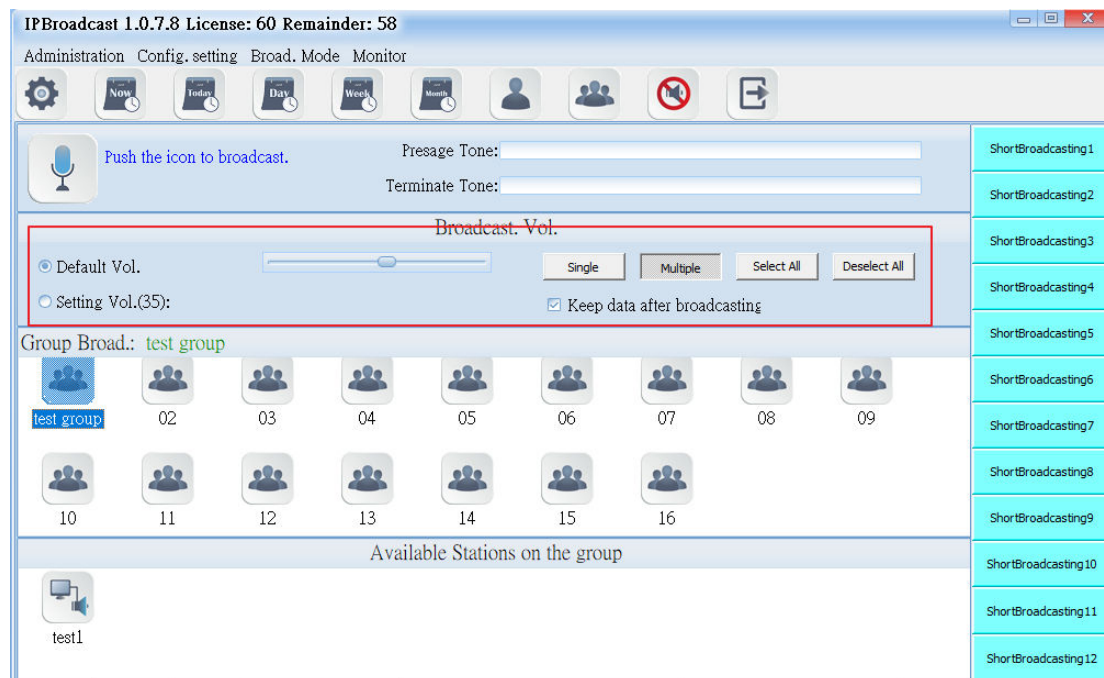 IPBroadcast 1.0.7.8 License: 60 Remainder: 58
Administration Config. setting Broad. Mode Monitor
Now Today Day Week Month
Push the icon to broadcast.
Presage Tone:
Terminate Tone:
Broadcast. Vol.
Default Vol.
Single Multiple Select All Deselect All
Setting Vol.(35):
Keep data after broadcasting
Group Broad.: test group
test group 02 03 04 05 06 07 08 09
10 11 12 13 14 15 16
Available Stations on the group
test1
ShortBroadcasting1
ShortBroadcasting2
ShortBroadcasting3
ShortBroadcasting4
ShortBroadcasting5
ShortBroadcasting6
ShortBroadcasting7
ShortBroadcasting8
ShortBroadcasting9
ShortBroadcasting10
ShortBroadcasting11
ShortBroadcasting12